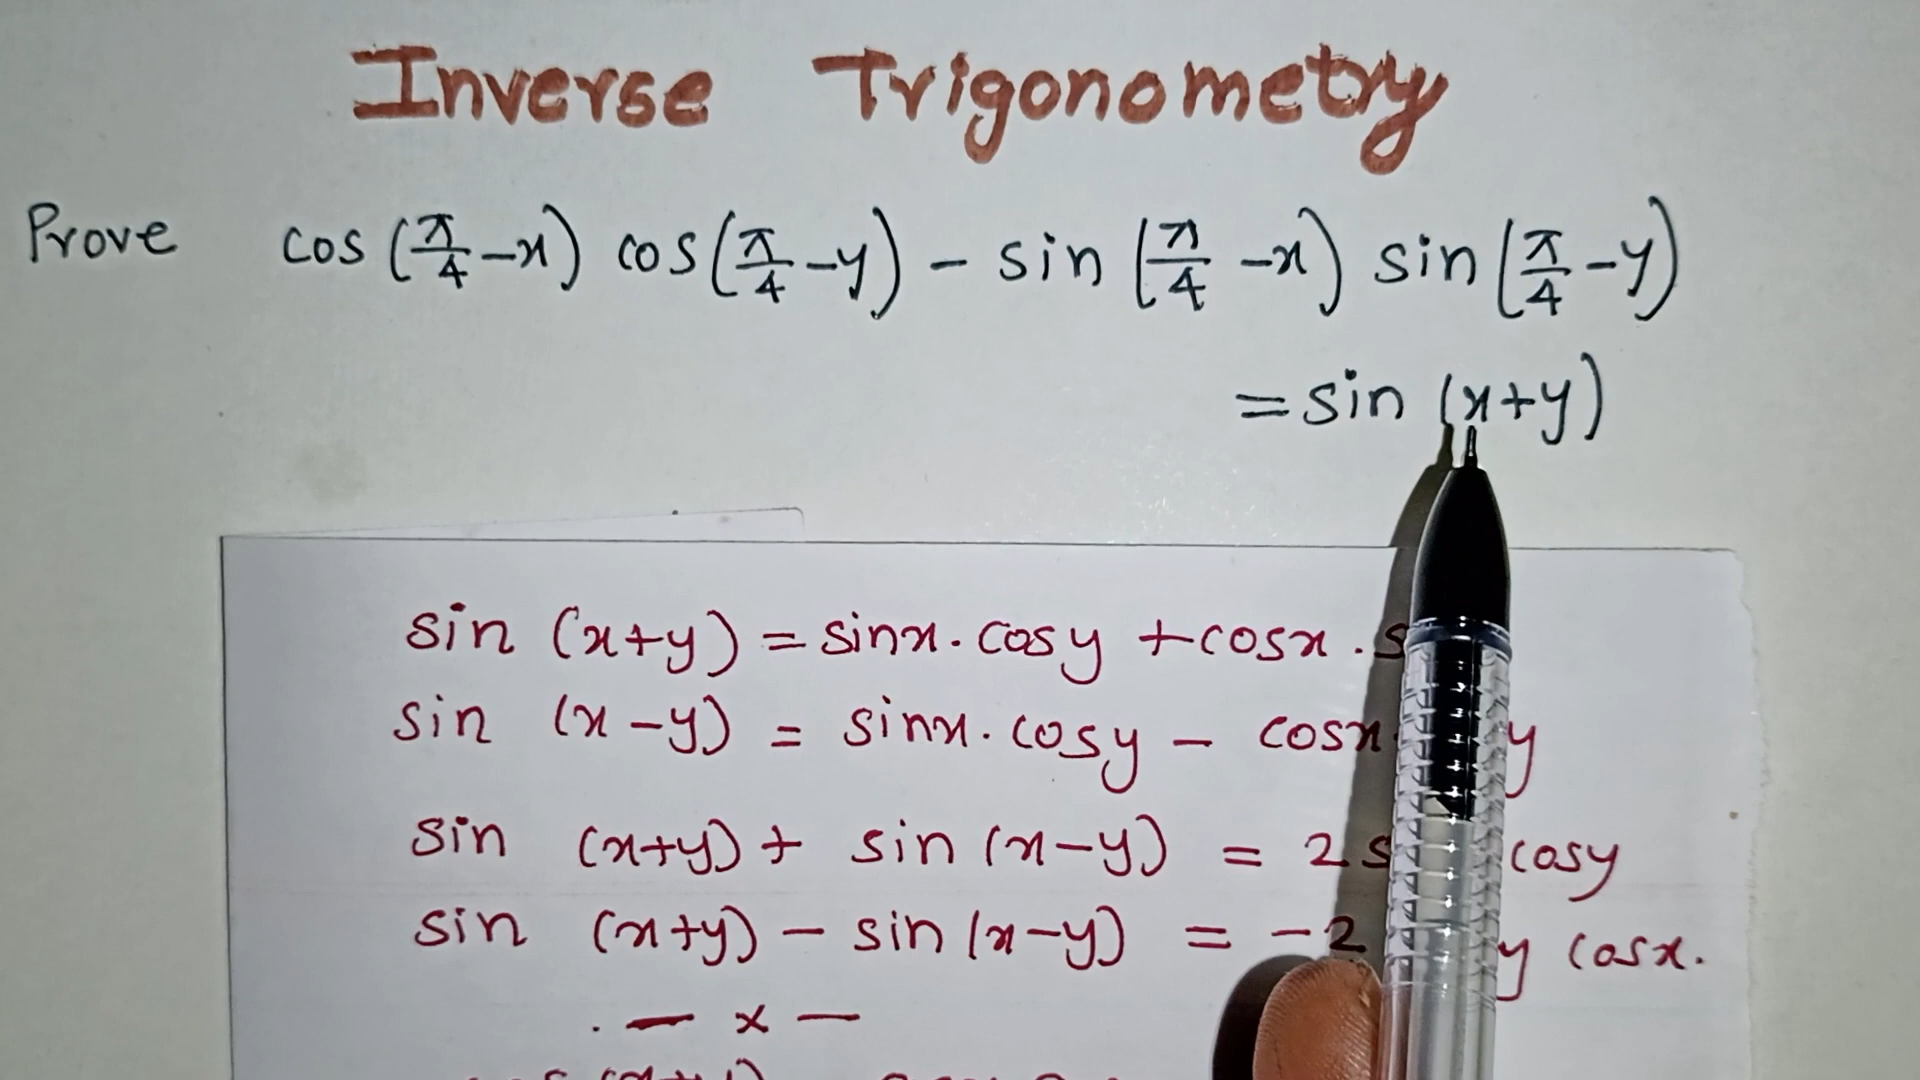 Inverse Trigonometry
Prove cos(π/4-x) cos(π/4-y) - sin(π/4-x) sin(π/4-y)
=sin (x+y)
sin (x+y) = sinx. cosy + cosx .
sin (x-y) = sinx. cosy - cosx y
sin (x+y) + sin (x-y) = 2 cosy
sin (x+y) - sin (x-y) = -2 y cosx.
. — x —